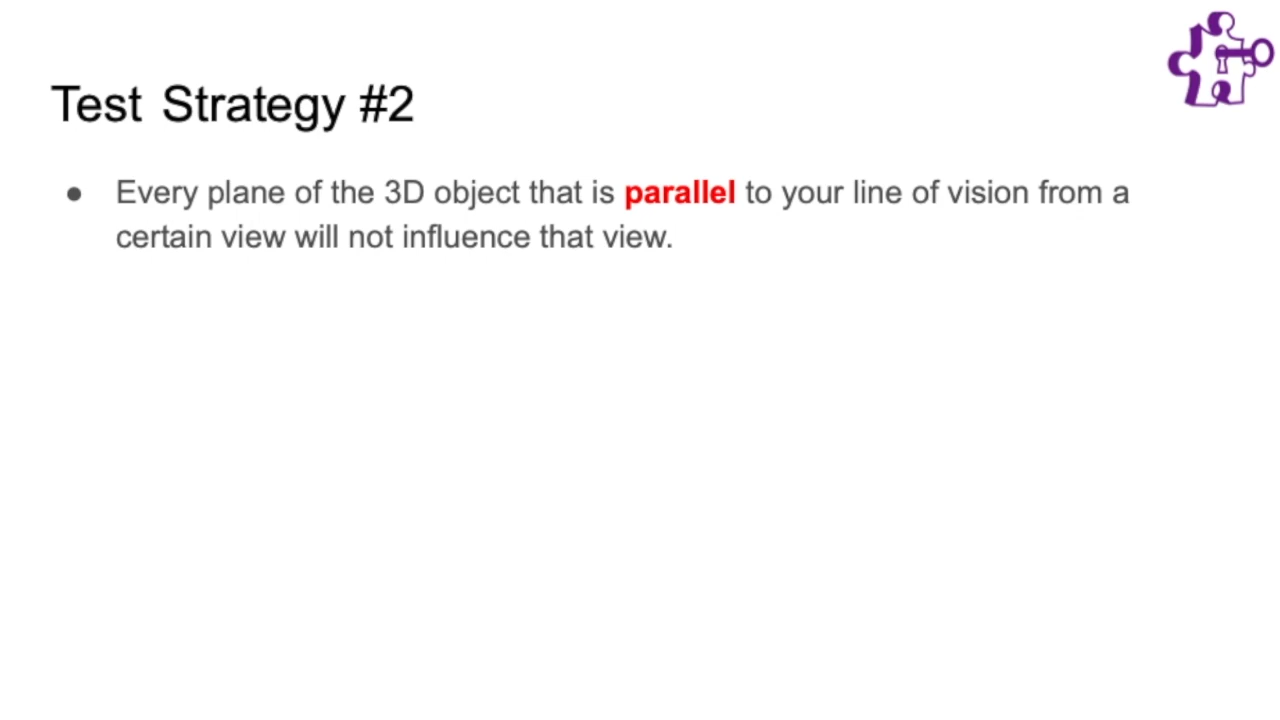 Test Strategy #2
● Every plane of the 3D object that is parallel to your line of vision from a
certain view will not influence that view.